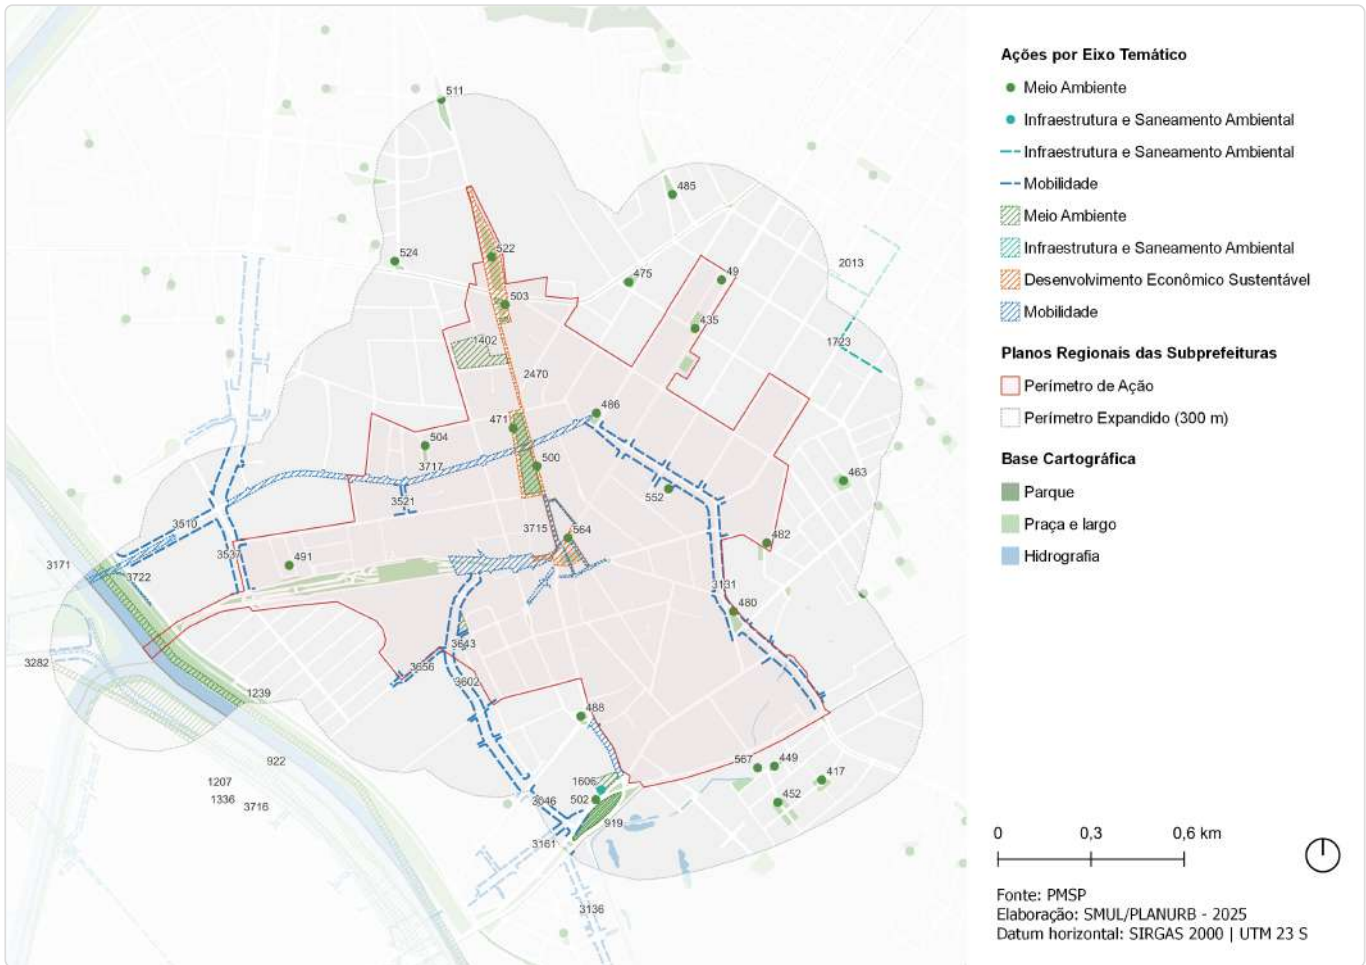 511
485
522
524
475
49
2013
503
435
1402
1723
2470
486
471
504
3717
500
463
552
3521
3510
3715
564
482
3537
3171
491
3722
3131
480
3643
3282
3656
3602
1239
488
567
449
922
417
1207
1606
1336
3716
3646
502
452
919
3161
3136
Ações por Eixo Temático
Meio Ambiente
Infraestrutura e Saneamento Ambiental
Infraestrutura e Saneamento Ambiental
Mobilidade
Meio Ambiente
Infraestrutura e Saneamento Ambiental
Desenvolvimento Econômico Sustentável
Mobilidade
Planos Regionais das Subprefeituras
Perímetro de Ação
Perímetro Expandido (300 m)
Base Cartográfica
Parque
Praça e largo
Hidrografia
0 0,3 0,6 km
Fonte: PMSP
Elaboração: SMUL/PLANURB - 2025
Datum horizontal: SIRGAS 2000 | UTM 23 S